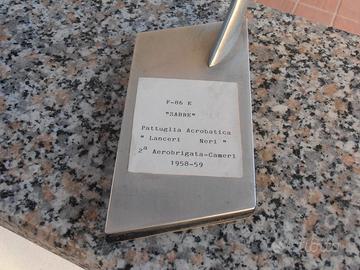 F-86 E
"SABRE"
Pattuglia Acrobatica
" Lanceri Neri "
2ª Aerobrigata-Cameri
1958-59